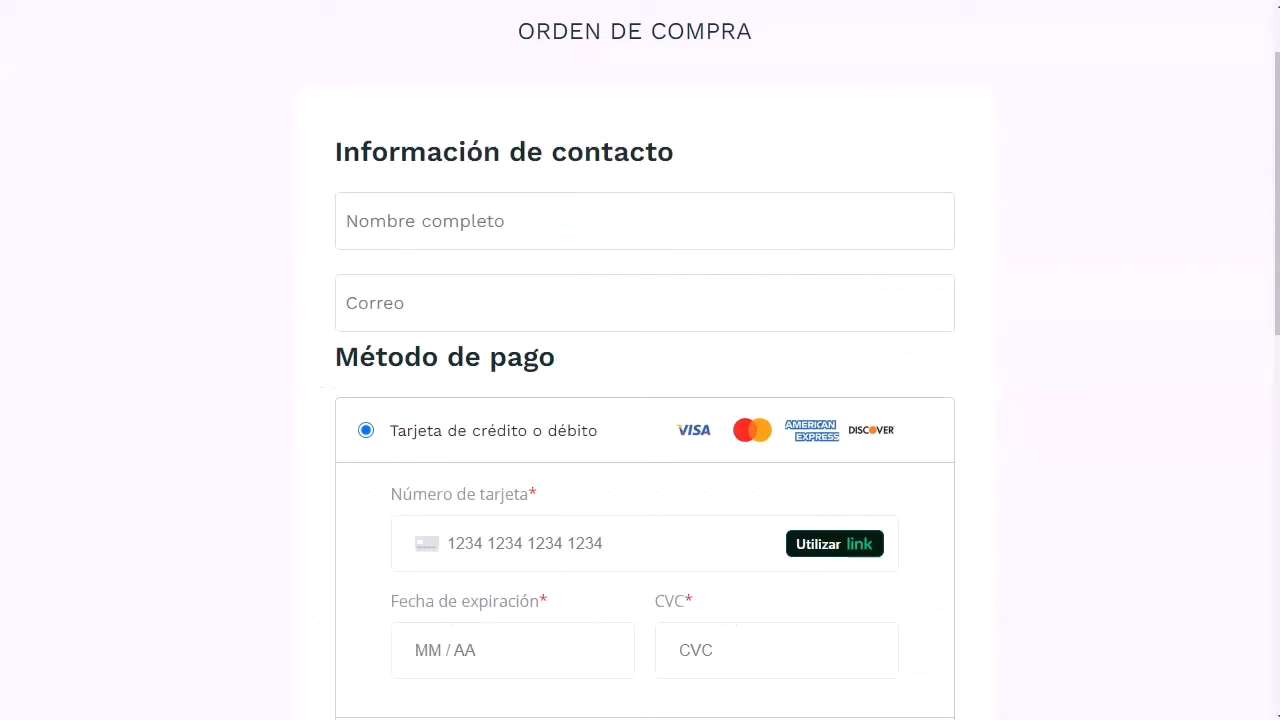 ORDEN DE COMPRA
Información de contacto
Nombre completo
Correo
Método de pago
Tarjeta de crédito o débito VISA AMERICAN EXPRESS DISCOVER
Número de tarjeta*
1234 1234 1234 1234 Utilizar link
Fecha de expiración* CVC*
MM / AA CVC